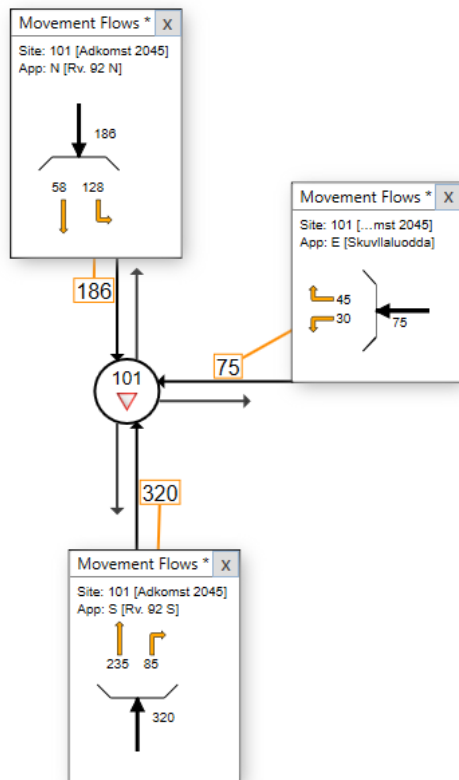 Movement Flows * x
Site: 101 [Adkomst 2045]
App: N [Rv. 92 N]
186
58 128
186
Movement Flows * x
Site: 101 [...mst 2045]
App: E [Skuvllaluodda]
45
30
75
75
101
320
Movement Flows * x
Site: 101 [Adkomst 2045]
App: S [Rv. 92 S]
235 85
320